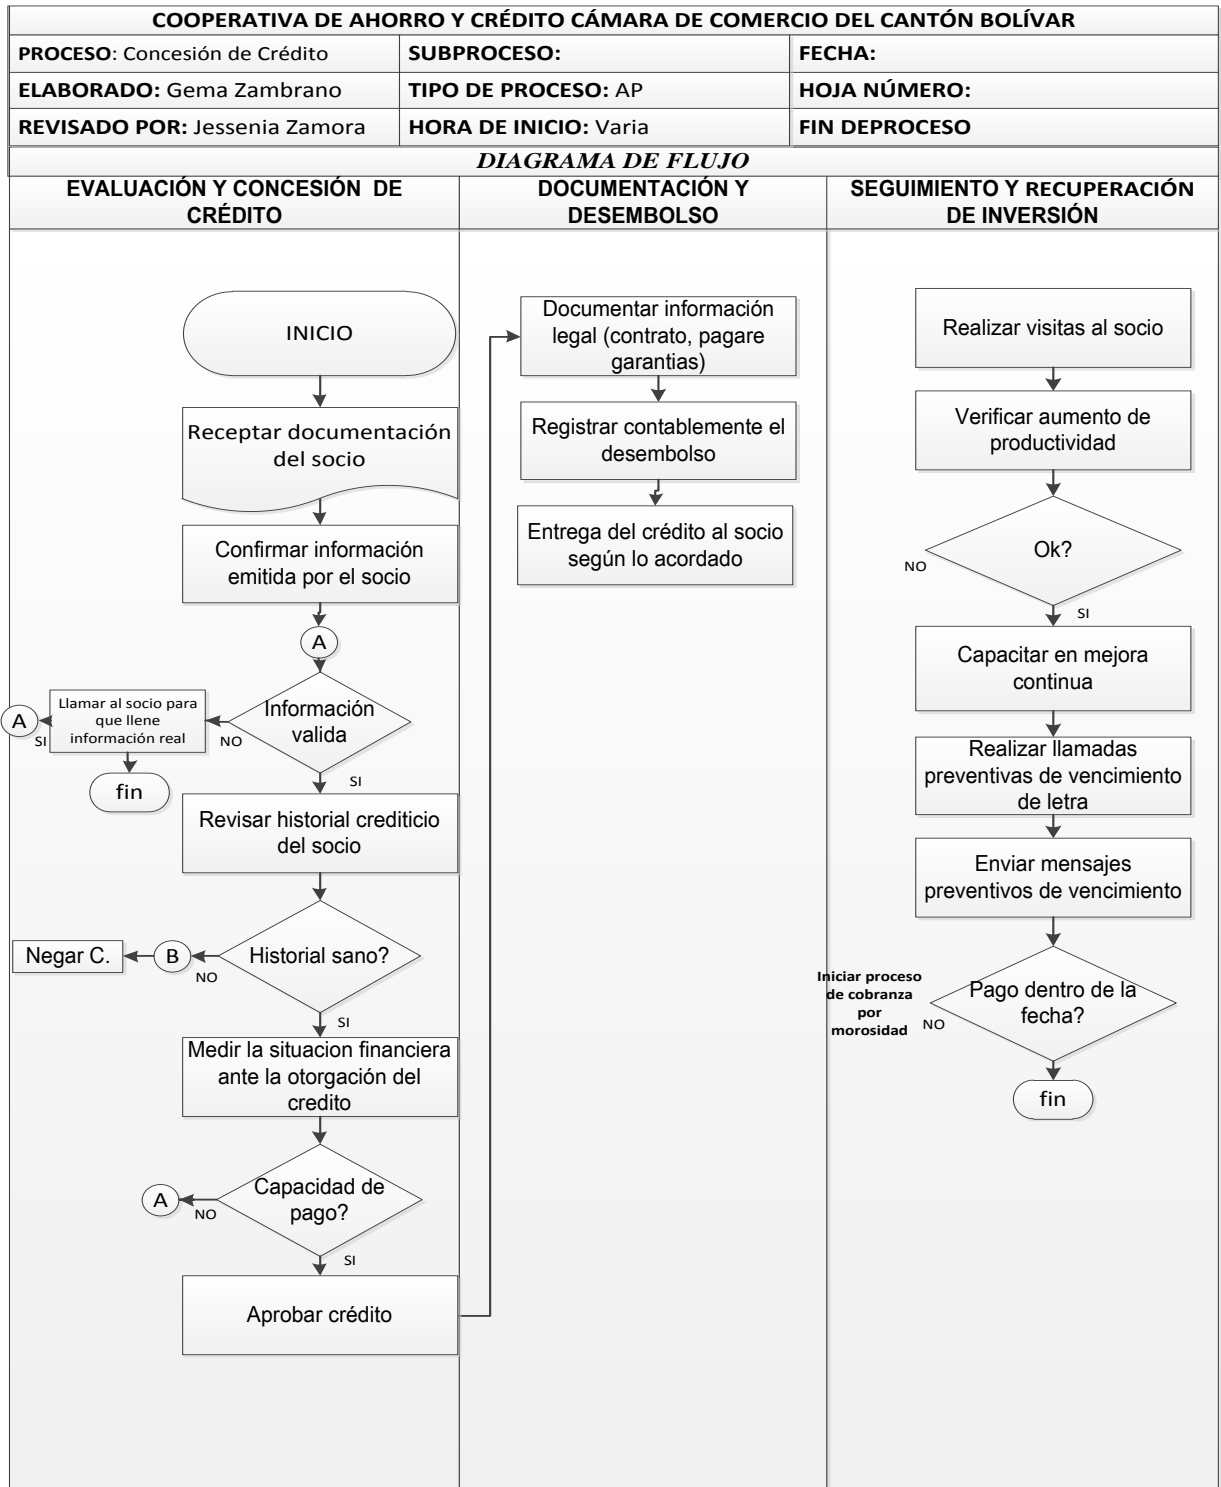 COOPERATIVA DE AHORRO Y CRÉDITO CÁMARA DE COMERCIO DEL CANTÓN BOLÍVAR
PROCESO: Concesión de Crédito
SUBPROCESO:
FECHA:
ELABORADO: Gema Zambrano
TIPO DE PROCESO: AP
HOJA NÚMERO:
REVISADO POR: Jessenia Zamora
HORA DE INICIO: Varia
FIN DEPROCESO
DIAGRAMA DE FLUJO
EVALUACIÓN Y CONCESIÓN DE
CRÉDITO
DOCUMENTACIÓN Y
DESEMBOLSO
SEGUIMIENTO Y RECUPERACIÓN
DE INVERSIÓN
INICIO
Receptar documentación
del socio
Confirmar información
emitida por el socio
A
Información
valida
NO
Llamar al socio para
que llene
información real
A
SI
fin
SI
Revisar historial crediticio
del socio
Historial sano?
NO
B
Negar C.
SI
Medir la situacion financiera
ante la otorgación del
credito
Capacidad de
pago?
NO
A
SI
Aprobar crédito
Documentar información
legal (contrato, pagare
garantias)
Registrar contablemente el
desembolso
Entrega del crédito al socio
según lo acordado
Realizar visitas al socio
Verificar aumento de
productividad
Ok?
NO
SI
Capacitar en mejora
continua
Realizar llamadas
preventivas de vencimiento
de letra
Enviar mensajes
preventivos de vencimiento
Pago dentro de la
fecha?
NO
Iniciar proceso
de cobranza
por
morosidad
fin